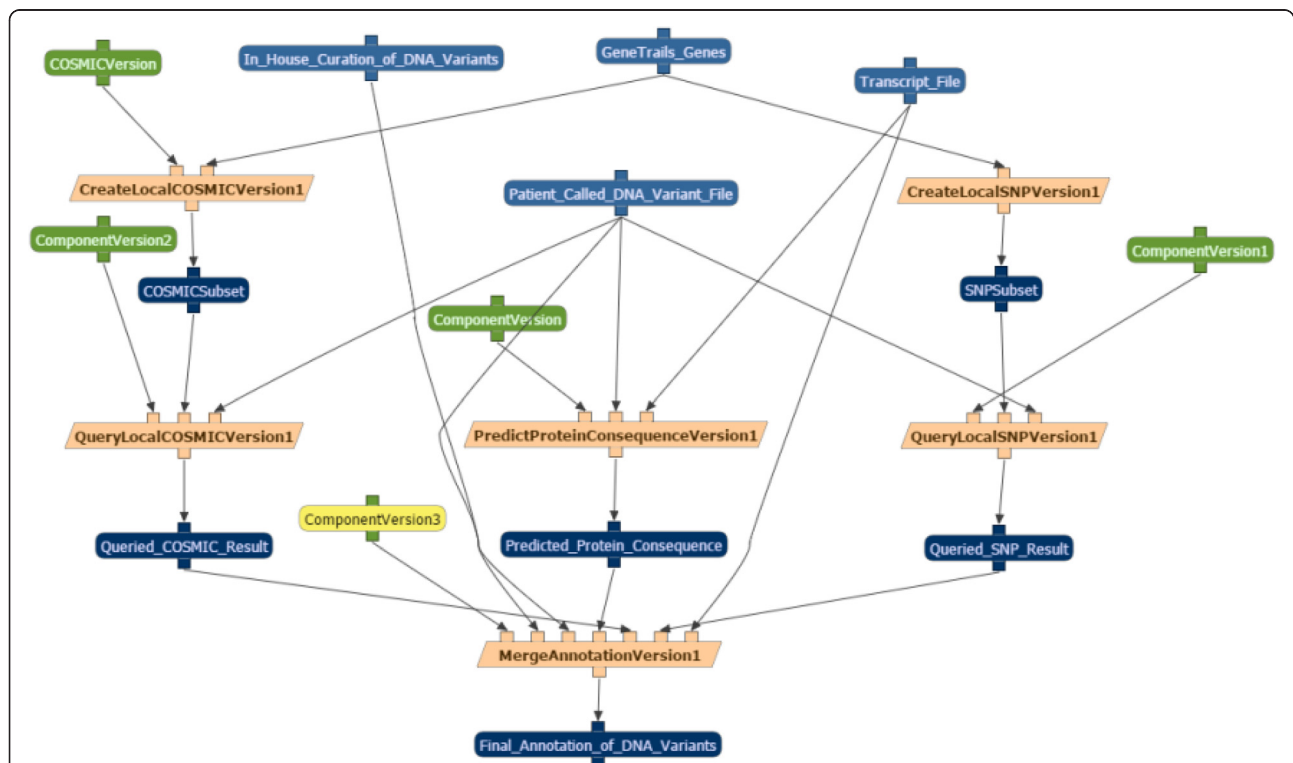 GeneTrails_Genes
COSMICVersion
In_House_Curation_of_DNA_Variants
Transcript_File
CreateLocalCOSMICVersion1
Patient_Called_DNA_Variant_File
CreateLocalSNPVersion1
ComponentVersion2
ComponentVersion1
COSMICSubset
SNPSubset
ComponentVersion
QueryLocalCOSMICVersion1
PredictProteinConsequenceVersion1
QueryLocalSNPVersion1
ComponentVersion3
Queried_COSMIC_Result
Predicted_Protein_Consequence
Queried_SNP_Result
MergeAnnotationVersion1
Final_Annotation_of_DNA_Variants